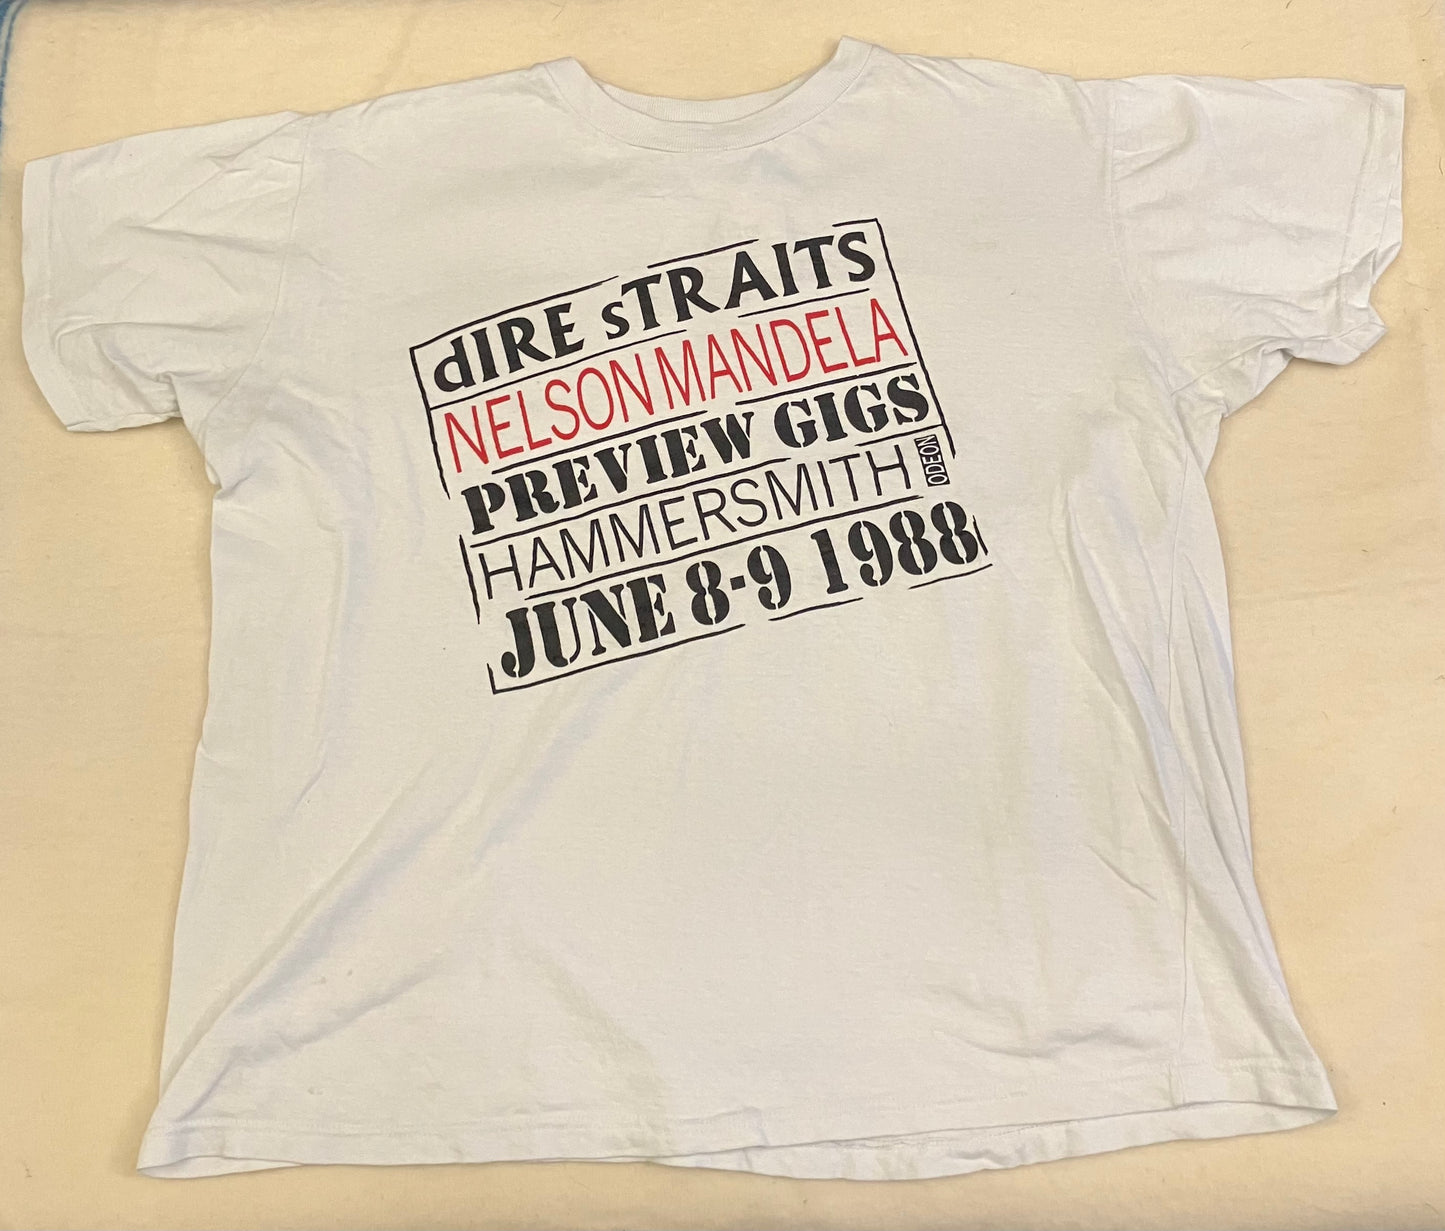 dIRE sTRAITS
NELSON MANDELA
PREVIEW GIGS
HAMMERSMITH ODEON
JUNE 8-9 1988